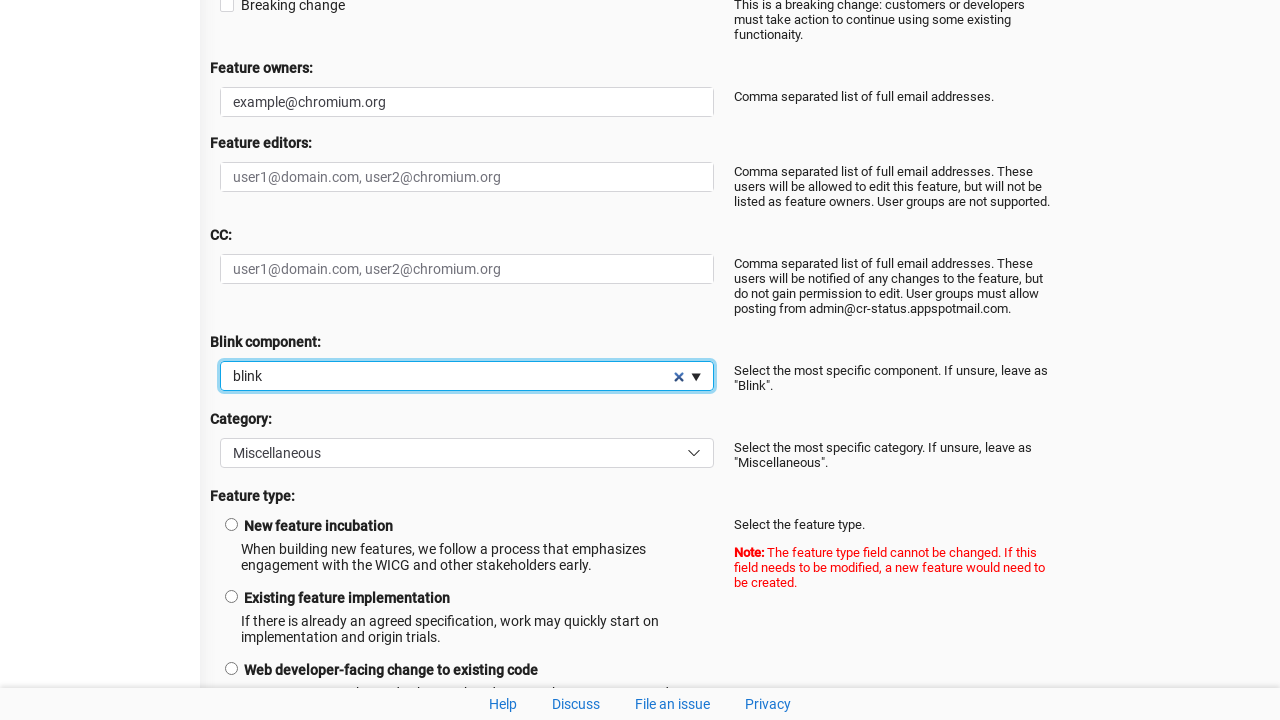 Breaking change
This is a breaking change: customers or developers
must take action to continue using some existing
functionaity.
Feature owners:
example@chromium.org
Comma separated list of full email addresses.
Feature editors:
user1@domain.com, user2@chromium.org
Comma separated list of full email addresses. These
users will be allowed to edit this feature, but will not be
listed as feature owners. User groups are not supported.
CC:
user1@domain.com, user2@chromium.org
Comma separated list of full email addresses. These
users will be notified of any changes to the feature, but
do not gain permission to edit. User groups must allow
posting from admin@cr-status.appspotmail.com.
Blink component:
blink
Select the most specific component. If unsure, leave as
"Blink".
Category:
Miscellaneous
Select the most specific category. If unsure, leave as
"Miscellaneous".
Feature type:
New feature incubation
When building new features, we follow a process that emphasizes
engagement with the WICG and other stakeholders early.
Select the feature type.
Note: The feature type field cannot be changed. If this
field needs to be modified, a new feature would need to
be created.
Existing feature implementation
If there is already an agreed specification, work may quickly start on
implementation and origin trials.
Web developer-facing change to existing code
Help
Discuss
File an issue
Privacy